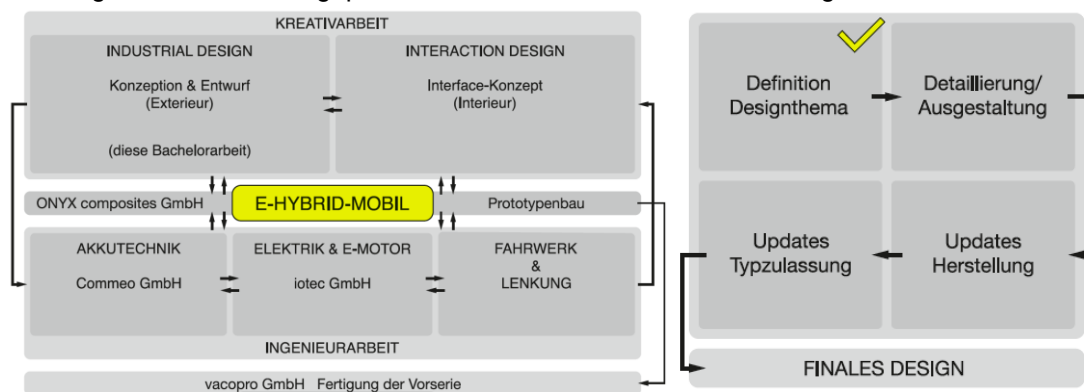 KREATIVARBEIT
INDUSTRIAL DESIGN
Konzeption & Entwurf
(Exterieur)
(diese Bachelorarbeit)
INTERACTION DESIGN
Interface-Konzept
(Interieur)
ONYX composites GmbH
E-HYBRID-MOBIL
Prototypenbau
AKKUTECHNIK
Commeo GmbH
ELEKTRIK & E-MOTOR
iotec GmbH
FAHRWERK
&
LENKUNG
INGENIEURARBEIT
vacopro GmbH Fertigung der Vorserie
Definition
Designthema
Detaillierung/
Ausgestaltung
Updates
Typzulassung
Updates
Herstellung
FINALES DESIGN